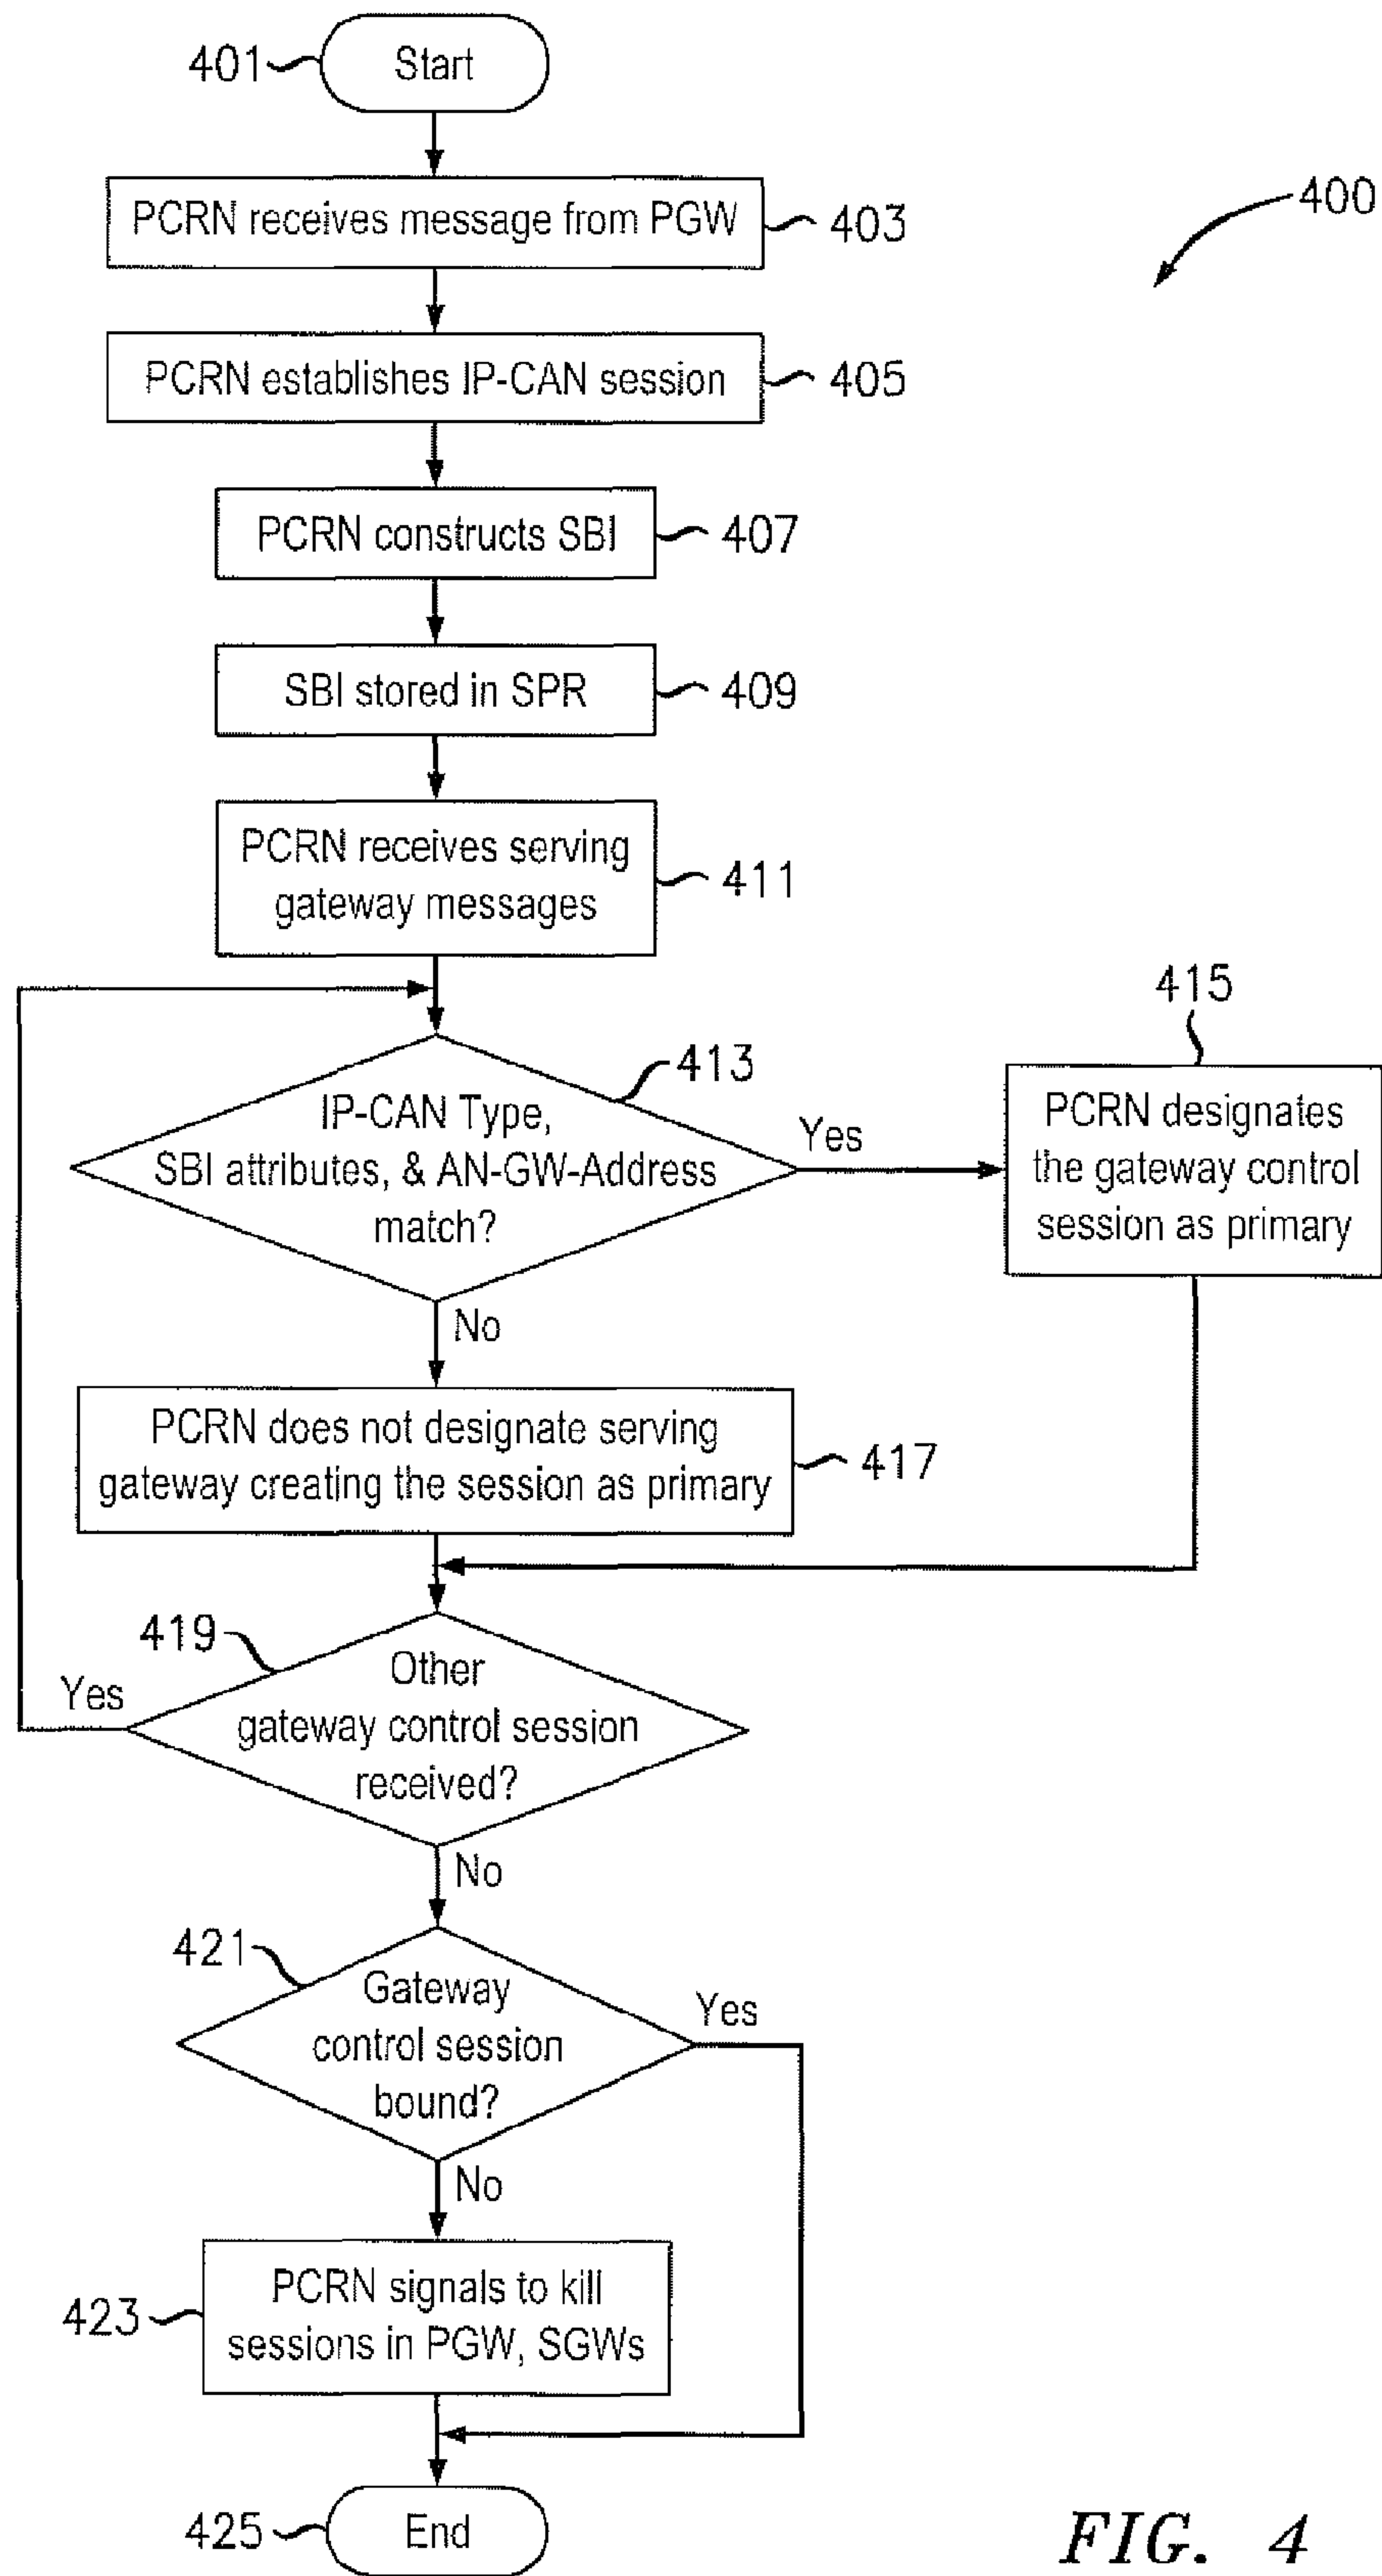 401
Start
400
PCRN receives message from PGW
403
PCRN establishes IP-CAN session
405
PCRN constructs SBI
407
SBI stored in SPR
409
PCRN receives serving
gateway messages
411
413
IP-CAN Type,
SBI attributes, & AN-GW-Address
match?
Yes
415
PCRN designates
the gateway control
session as primary
No
PCRN does not designate serving
gateway creating the session as primary
417
419
Other
gateway control session
received?
Yes
No
421
Gateway
control session
bound?
Yes
No
423
PCRN signals to kill
sessions in PGW, SGWs
425
End
FIG. 4